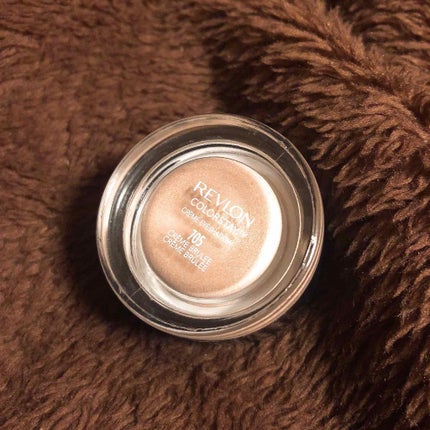 REVLON
COLORSTAY
CRÈME EYE SHADOW
705
CRÈME BRÛLÉE
CRÈME BRÛLÉE